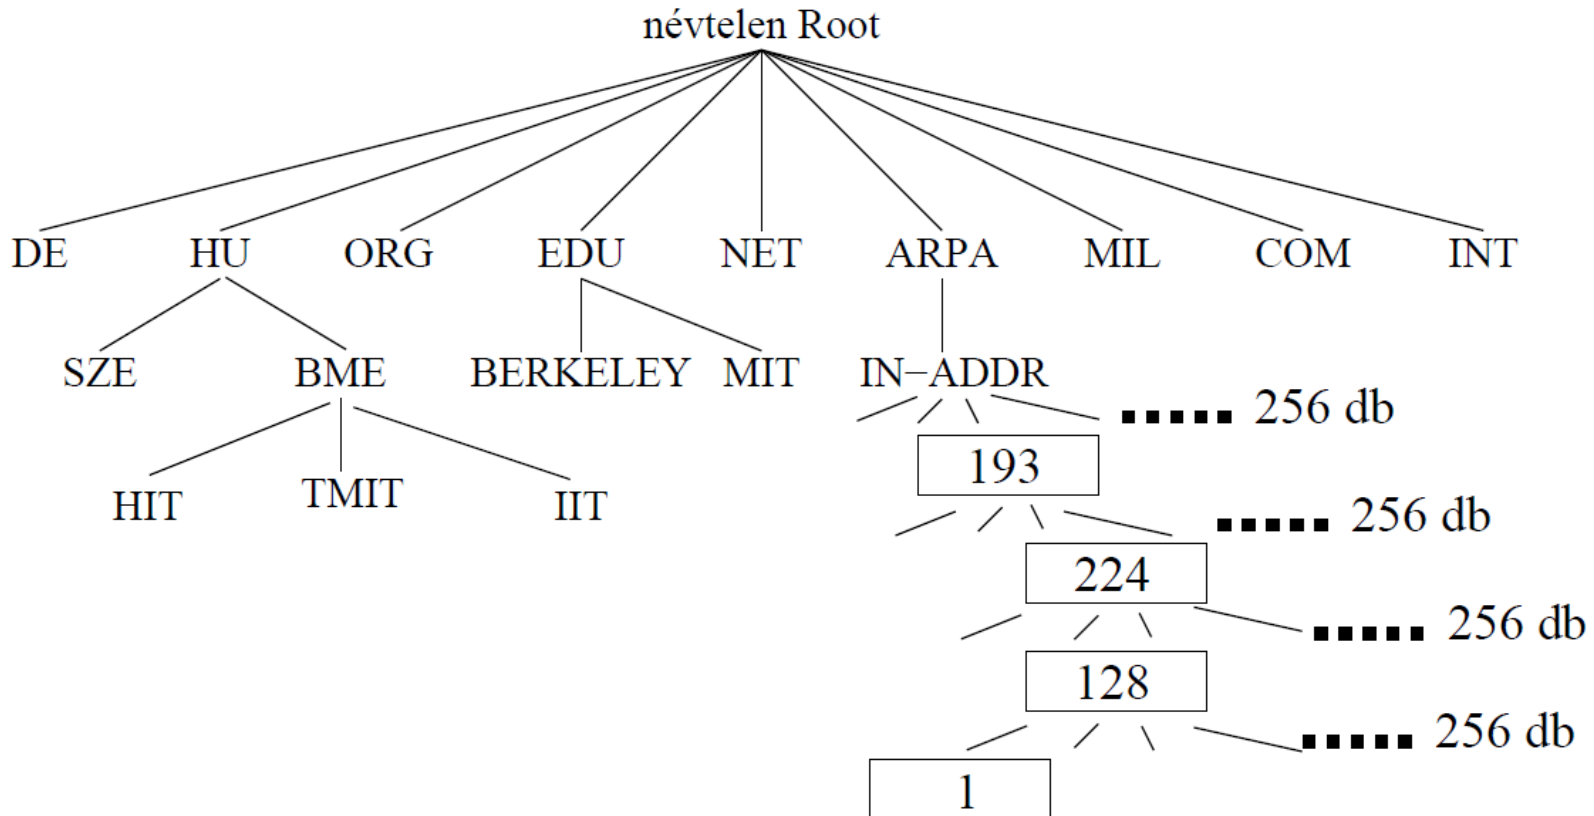 névtelen Root
DE HU ORG EDU NET ARPA MIL COM INT
SZE BME BERKELEY MIT IN-ADDR
256 db
193
HIT TMIT IIT
256 db
224
256 db
128
256 db
1